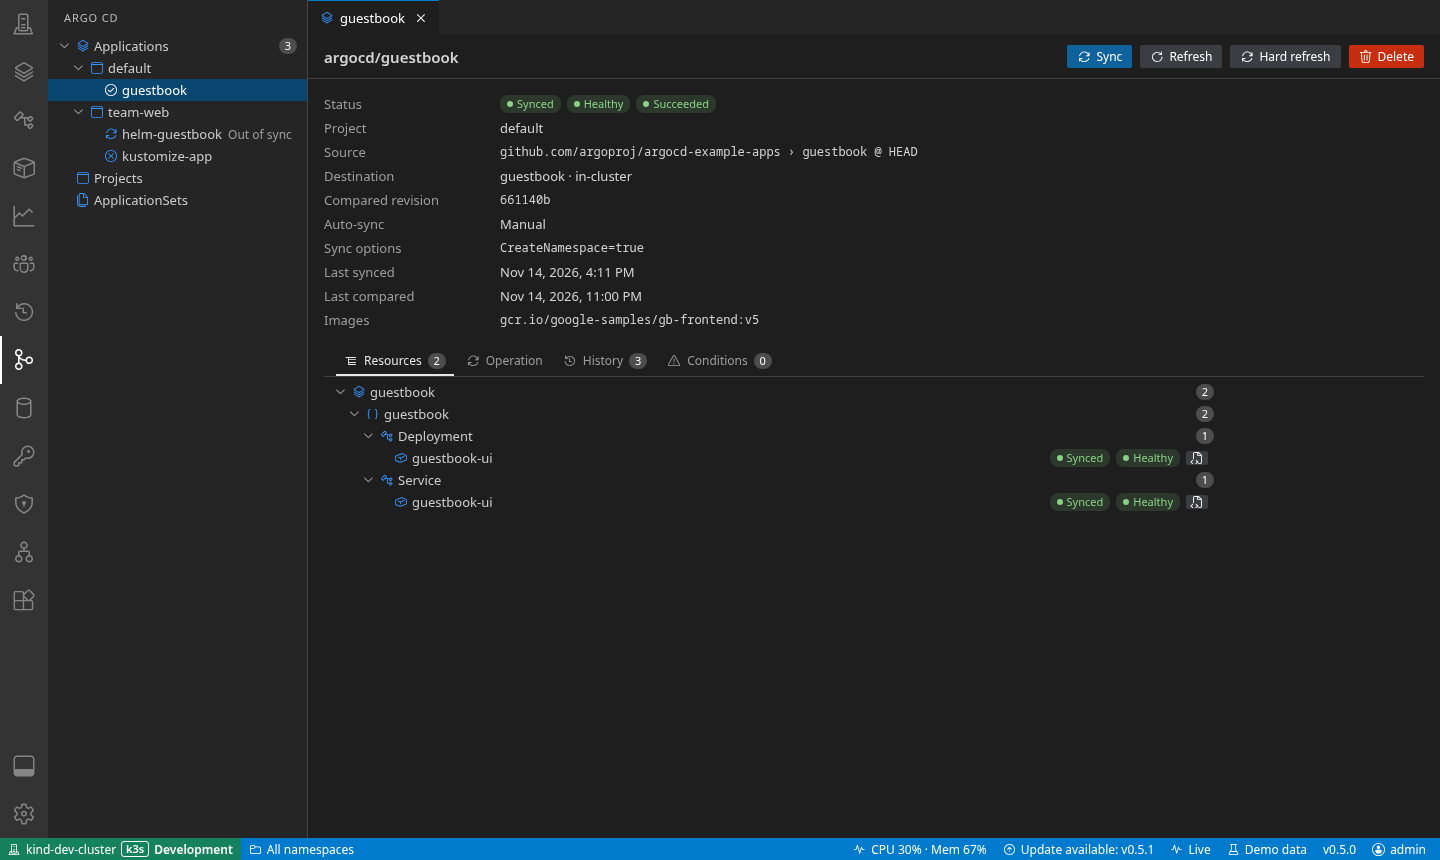 ARGO CD
Applications 3
default
guestbook
team-web
helm-guestbook Out of sync
kustomize-app
Projects
ApplicationSets
guestbook
argocd/guestbook
Sync Refresh Hard refresh Delete
Status Synced Healthy Succeeded
Project default
Source github.com/argoproj/argocd-example-apps › guestbook @ HEAD
Destination guestbook · in-cluster
Compared revision 661140b
Auto-sync Manual
Sync options CreateNamespace=true
Last synced Nov 14, 2026, 4:11 PM
Last compared Nov 14, 2026, 11:00 PM
Images gcr.io/google-samples/gb-frontend:v5
Resources 2 Operation History 3 Conditions 0
guestbook 2
guestbook 2
Deployment 1
guestbook-ui Synced Healthy
Service 1
guestbook-ui Synced Healthy
kind-dev-cluster k3s Development All namespaces CPU 30% · Mem 67% Update available: v0.5.1 Live Demo data v0.5.0 admin